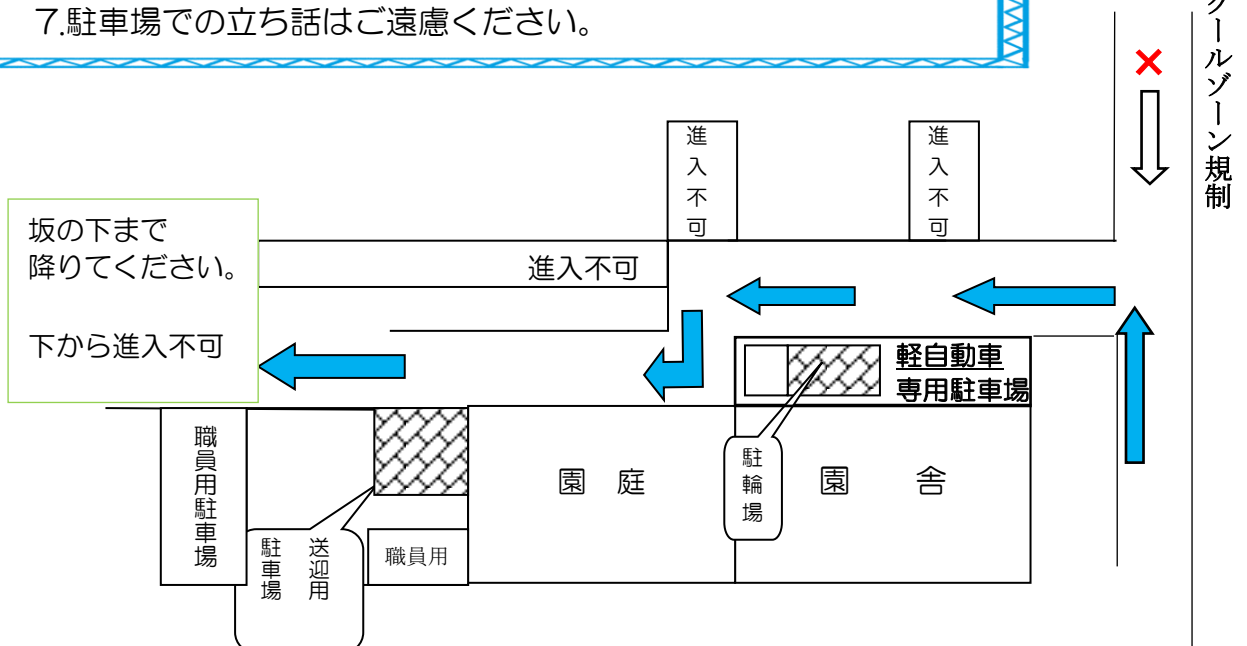 7.駐車場での立ち話はご遠慮ください。
クールゾーン規制
進入不可
進入不可
坂の下まで
降りてください。
下から進入不可
進入不可
軽自動車
専用駐車場
職員用駐車場
送迎用
駐車場
職員用
園庭
駐輪場
園舎